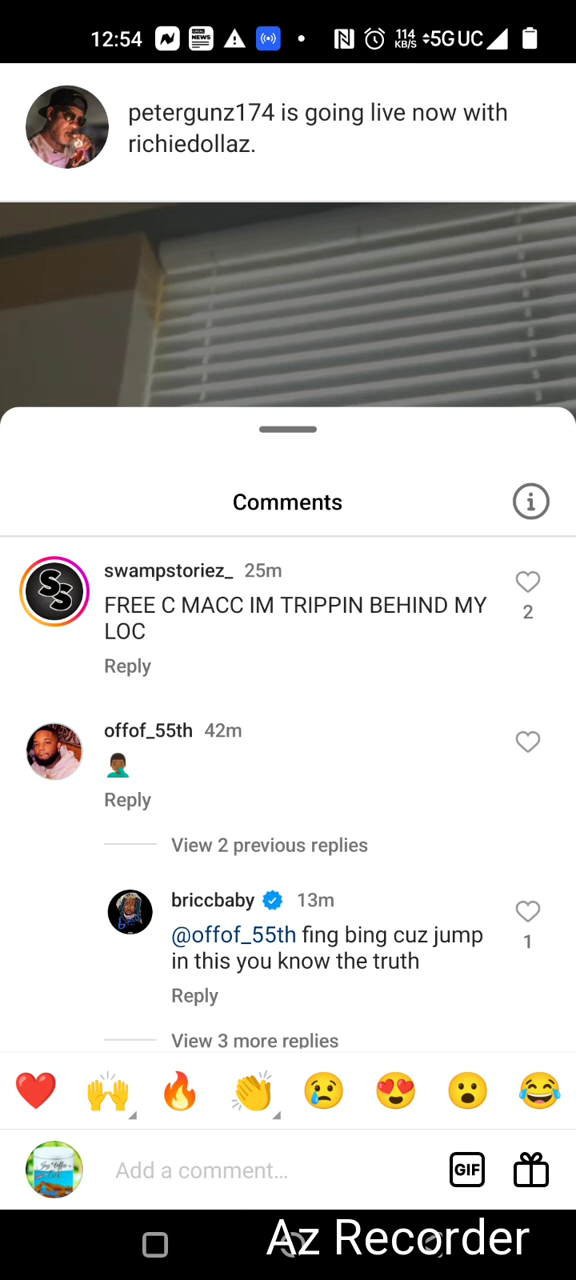 12:54
114
KB/S
5G UC
petergunz174 is going live now with
richiedollaz.
Comments
swampstoriez_ 25m
FREE C MACC IM TRIPPIN BEHIND MY
LOC
2
Reply
offof_55th 42m
🤦🏾‍♂️
Reply
View 2 previous replies
briccbaby 13m
@offof_55th fing bing cuz jump
in this you know the truth
1
Reply
View 3 more replies
Add a comment…
GIF
Az Recorder